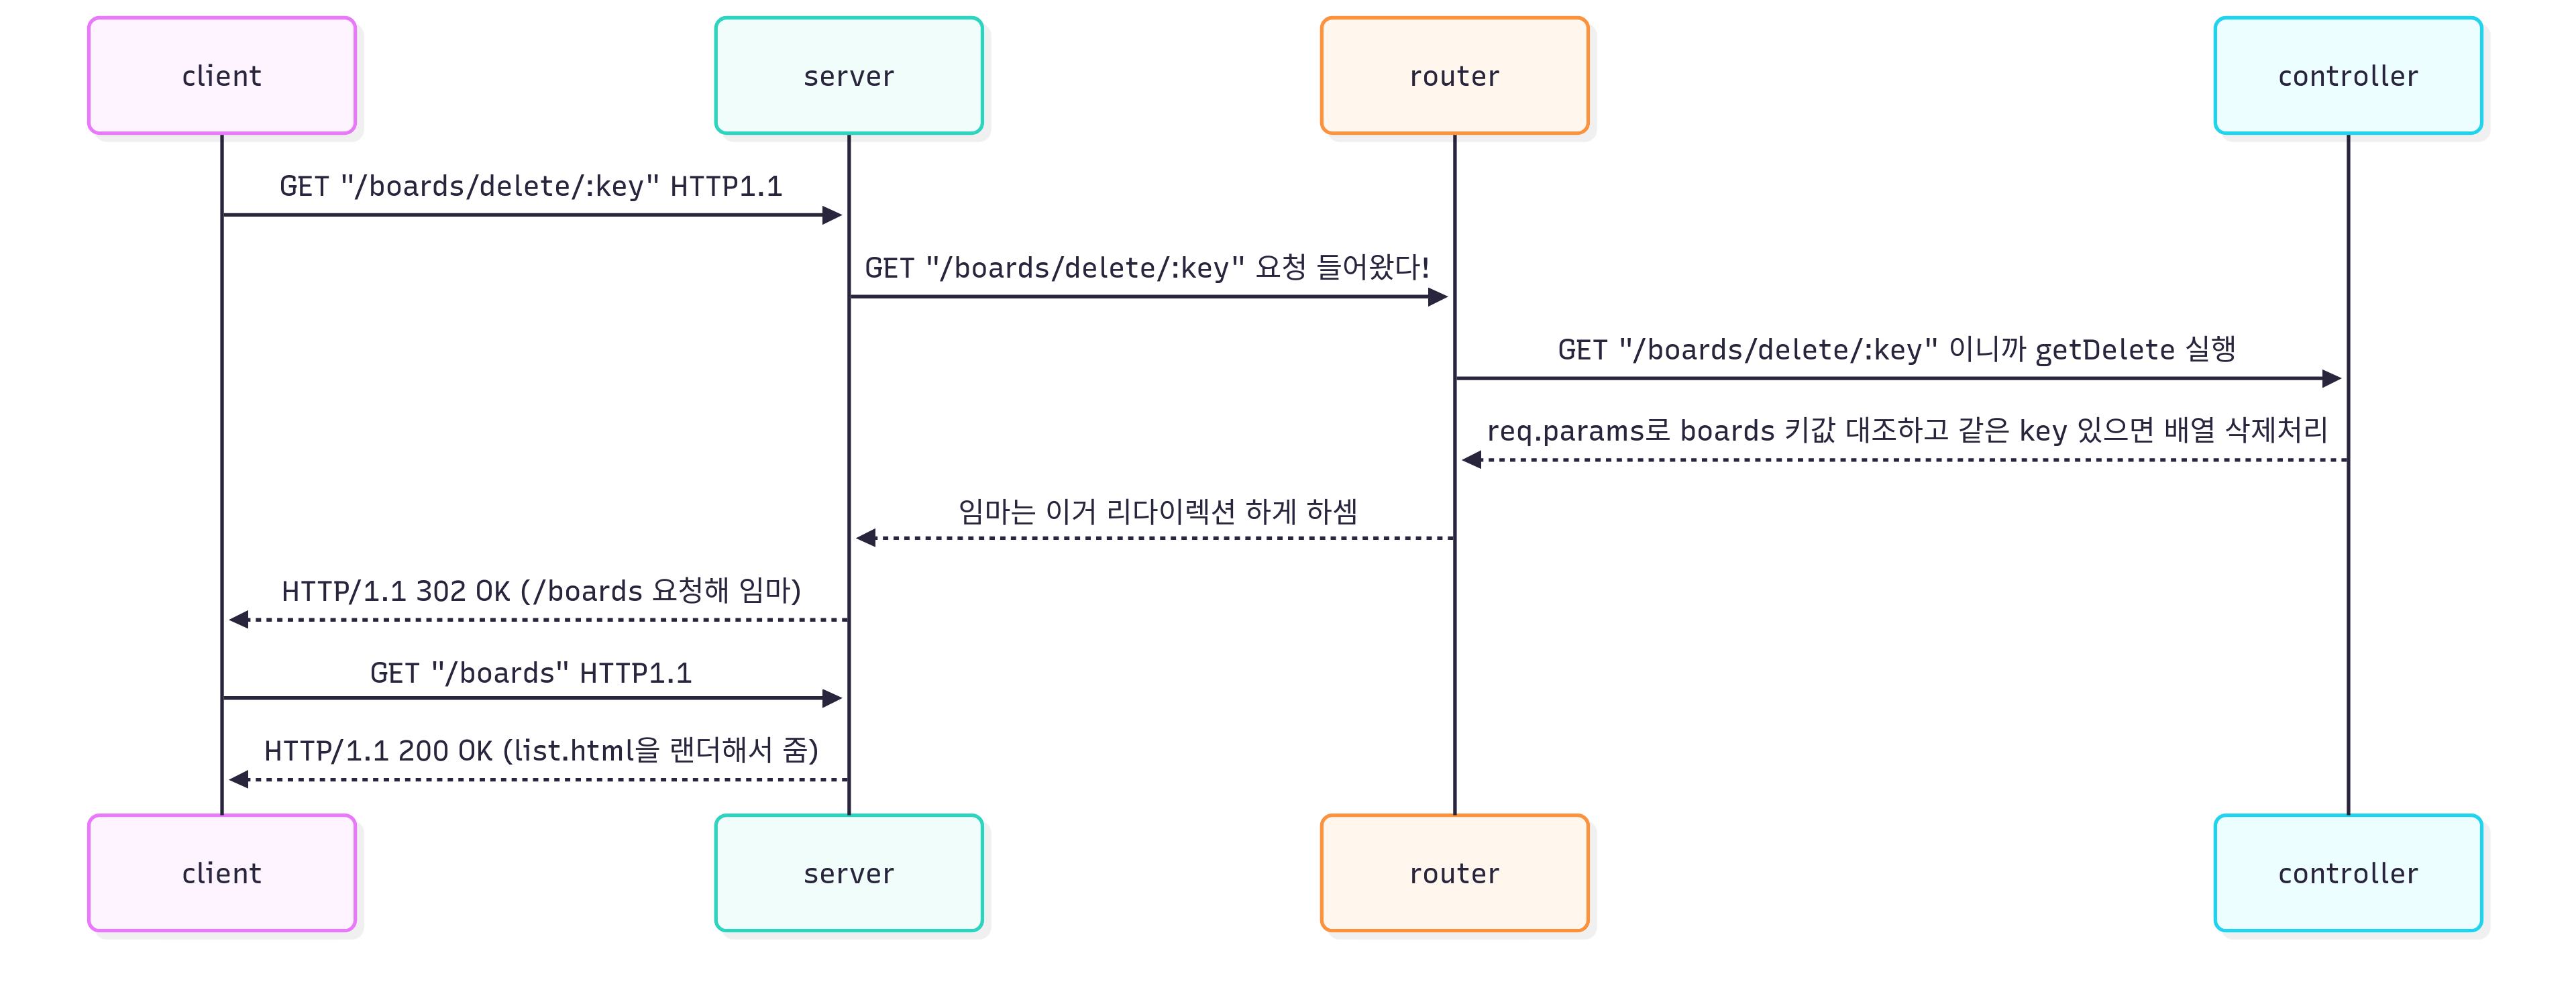 client
server
router
controller
GET "/boards/delete/:key" HTTP1.1
GET "/boards/delete/:key" 요청 들어왔다!
GET "/boards/delete/:key" 이니까 getDelete 실행
req.params로 boards 키값 대조하고 같은 key 있으면 배열 삭제처리
임마는 이거 리다이렉션 하게 하셈
HTTP/1.1 302 OK (/boards 요청해 임마)
GET "/boards" HTTP1.1
HTTP/1.1 200 OK (list.html을 랜더해서 줌)
client
server
router
controller